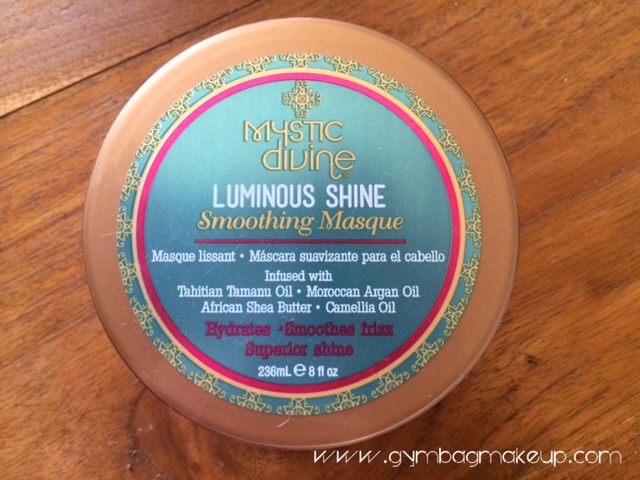 MYSTIC
divine
LUMINOUS SHINE
Smoothing Masque
Masque lissant • Máscara suavizante para el cabello
Infused with
Tahitian Tamanu Oil • Moroccan Argan Oil
African Shea Butter • Camellia Oil
Hydrates • Smoothes frizz
Superior shine
236mL ℮ 8 fl oz
www.gymbagmakeup.com